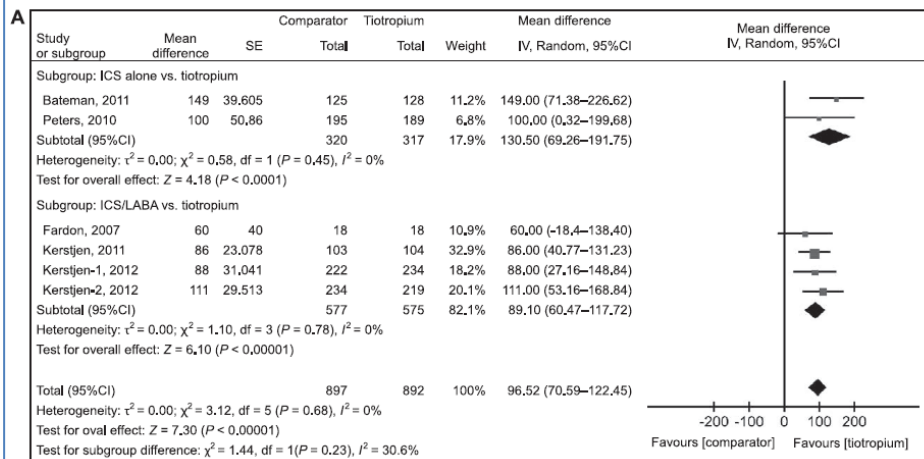 A
Comparator Tiotropium Mean difference Mean difference
Study or subgroup Mean difference SE Total Total Weight IV, Random, 95%CI IV, Random, 95%CI
Subgroup: ICS alone vs. tiotropium
Bateman, 2011 149 39.605 125 128 11.2% 149.00 (71.38–226.62)
Peters, 2010 100 50.86 195 189 6.8% 100.00 (0.32–199.68)
Subtotal (95%CI) 320 317 17.9% 130.50 (69.26-191.75)
Heterogeneity: τ² = 0.00; χ² = 0.58, df = 1 (P = 0.45), I² = 0%
Test for overall effect: Z = 4.18 (P < 0.0001)
Subgroup: ICS/LABA vs. tiotropium
Fardon, 2007 60 40 18 18 10.9% 60.00 (-18.4–138.40)
Kerstjen, 2011 86 23.078 103 104 32.9% 86.00 (40.77–131.23)
Kerstjen-1, 2012 88 31.041 222 234 18.2% 88.00 (27.16–148.84)
Kerstjen-2, 2012 111 29.513 234 219 20.1% 111.00 (53.16–168.84)
Subtotal (95%CI) 577 575 82.1% 89.10 (60.47-117.72)
Heterogeneity: τ² = 0.00; χ² = 1.10, df = 3 (P = 0.78), I² = 0%
Test for overall effect: Z = 6.10 (P < 0.00001)
Total (95%CI) 897 892 100% 96.52 (70.59–122.45)
Heterogeneity: τ² = 0.00; χ² = 3.12, df = 5 (P = 0.68), I² = 0%
Test for oval effect: Z = 7.30 (P < 0.00001)
Test for subgroup difference: χ² = 1.44, df = 1(P = 0.23), I² = 30.6%
-200 -100 0 100 200
Favours [comparator] Favours [tiotropium]